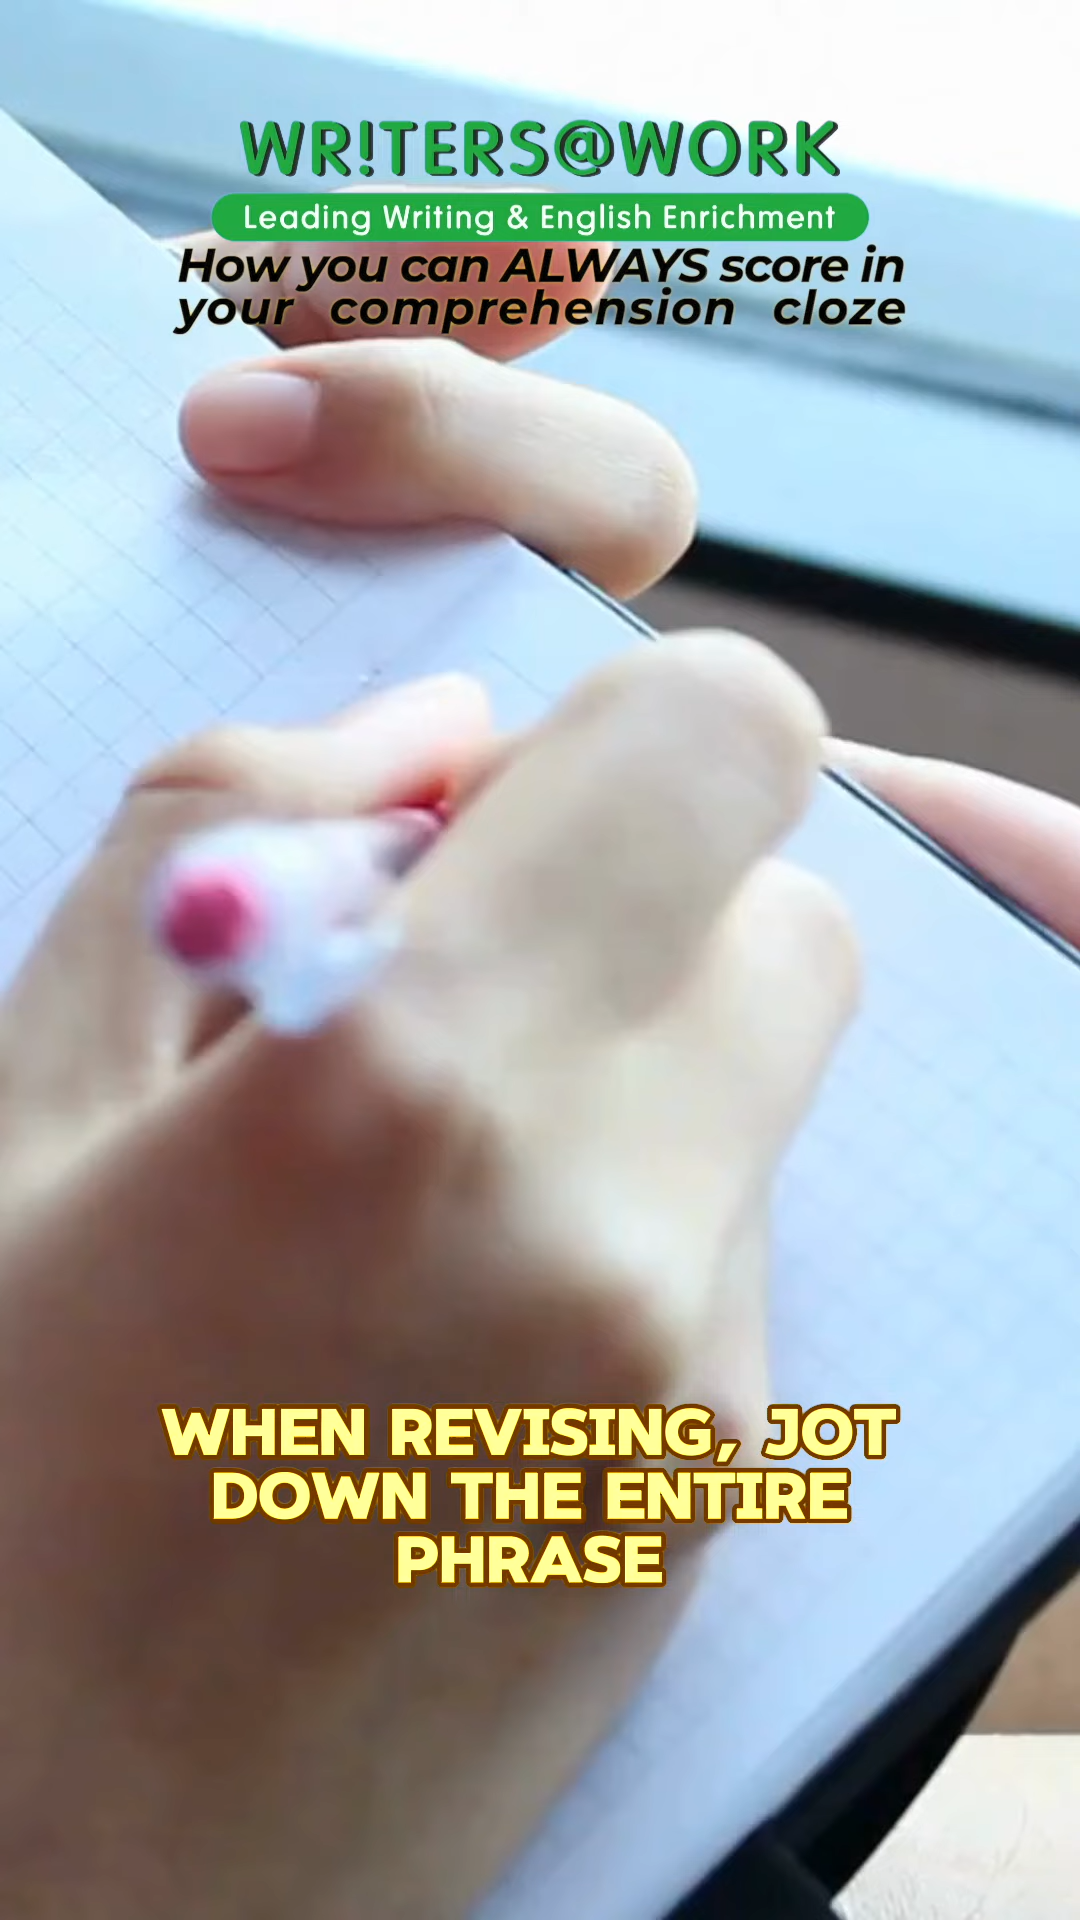 WR!TERS@WORK
Leading Writing & English Enrichment
How you can ALWAYS score in
your comprehension cloze
WHEN REVISING, JOT
DOWN THE ENTIRE
PHRASE